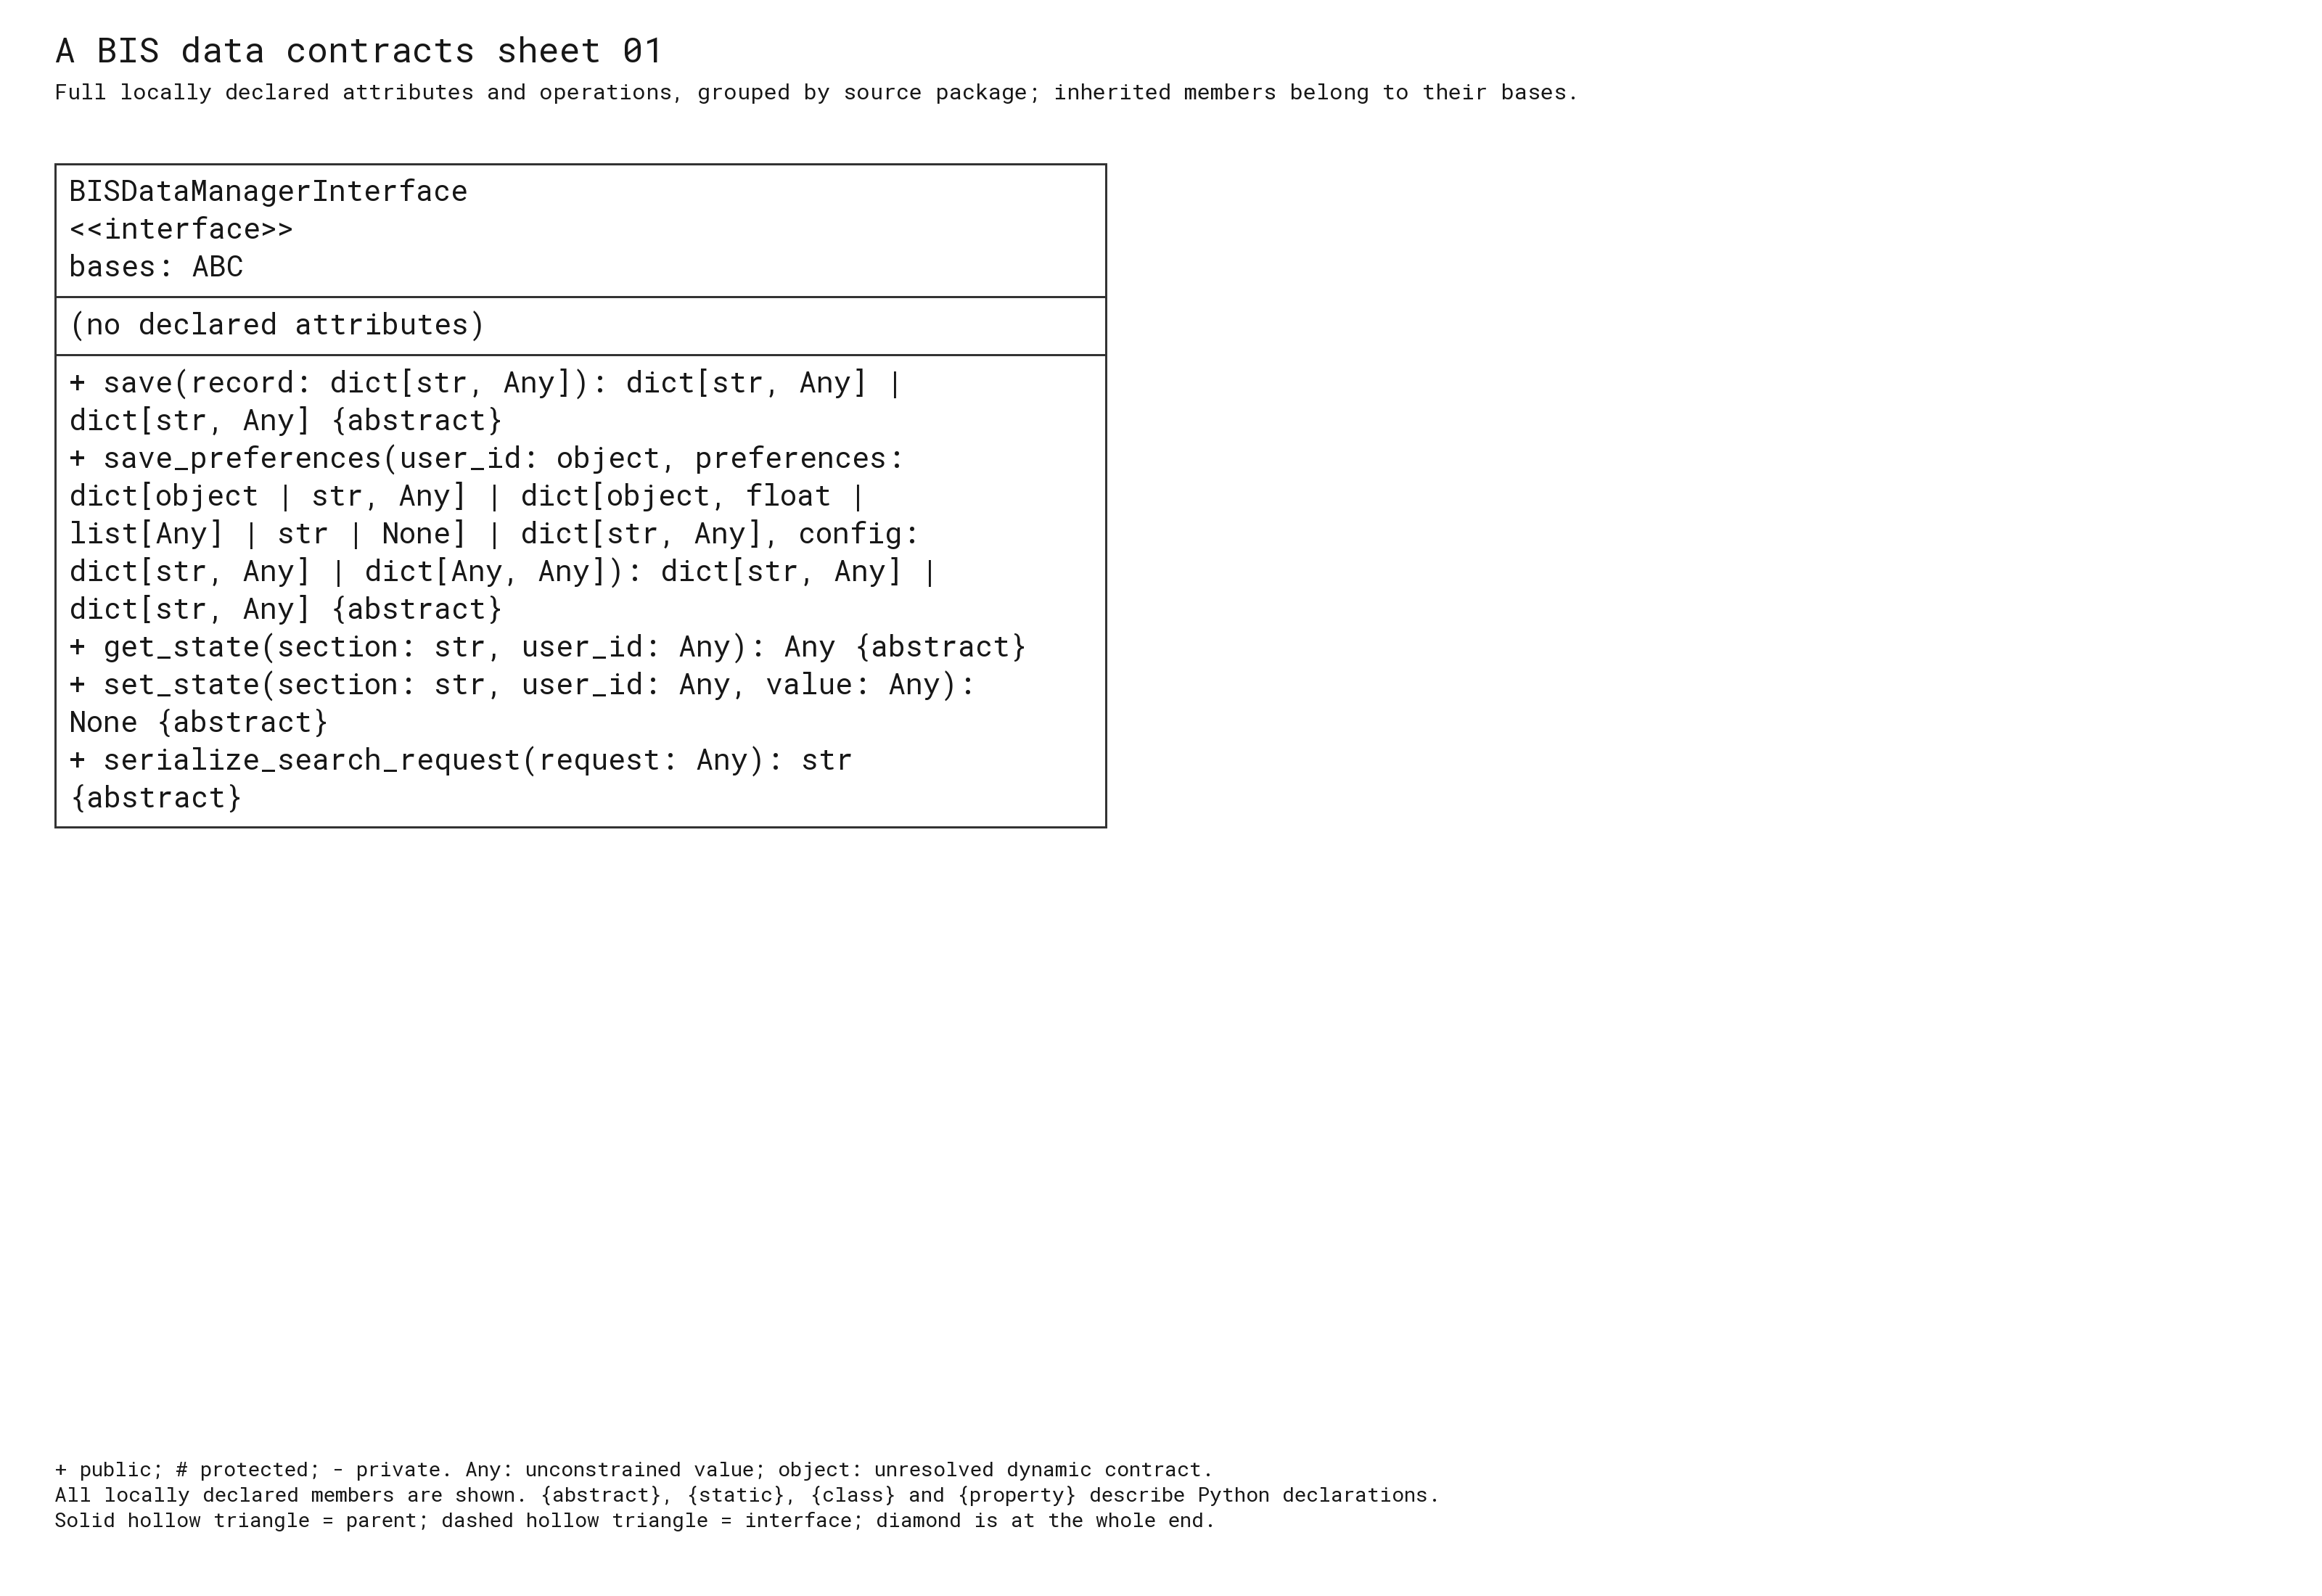 A BIS data contracts sheet 01
Full locally declared attributes and operations, grouped by source package; inherited members belong to their bases.
BISDataManagerInterface
<<interface>>
bases: ABC
(no declared attributes)
+ save(record: dict[str, Any]): dict[str, Any] |
dict[str, Any] {abstract}
+ save_preferences(user_id: object, preferences:
dict[object | str, Any] | dict[object, float |
list[Any] | str | None] | dict[str, Any], config:
dict[str, Any] | dict[Any, Any]): dict[str, Any] |
dict[str, Any] {abstract}
+ get_state(section: str, user_id: Any): Any {abstract}
+ set_state(section: str, user_id: Any, value: Any):
None {abstract}
+ serialize_search_request(request: Any): str
{abstract}
+ public; # protected; - private. Any: unconstrained value; object: unresolved dynamic contract.
All locally declared members are shown. {abstract}, {static}, {class} and {property} describe Python declarations.
Solid hollow triangle = parent; dashed hollow triangle = interface; diamond is at the whole end.